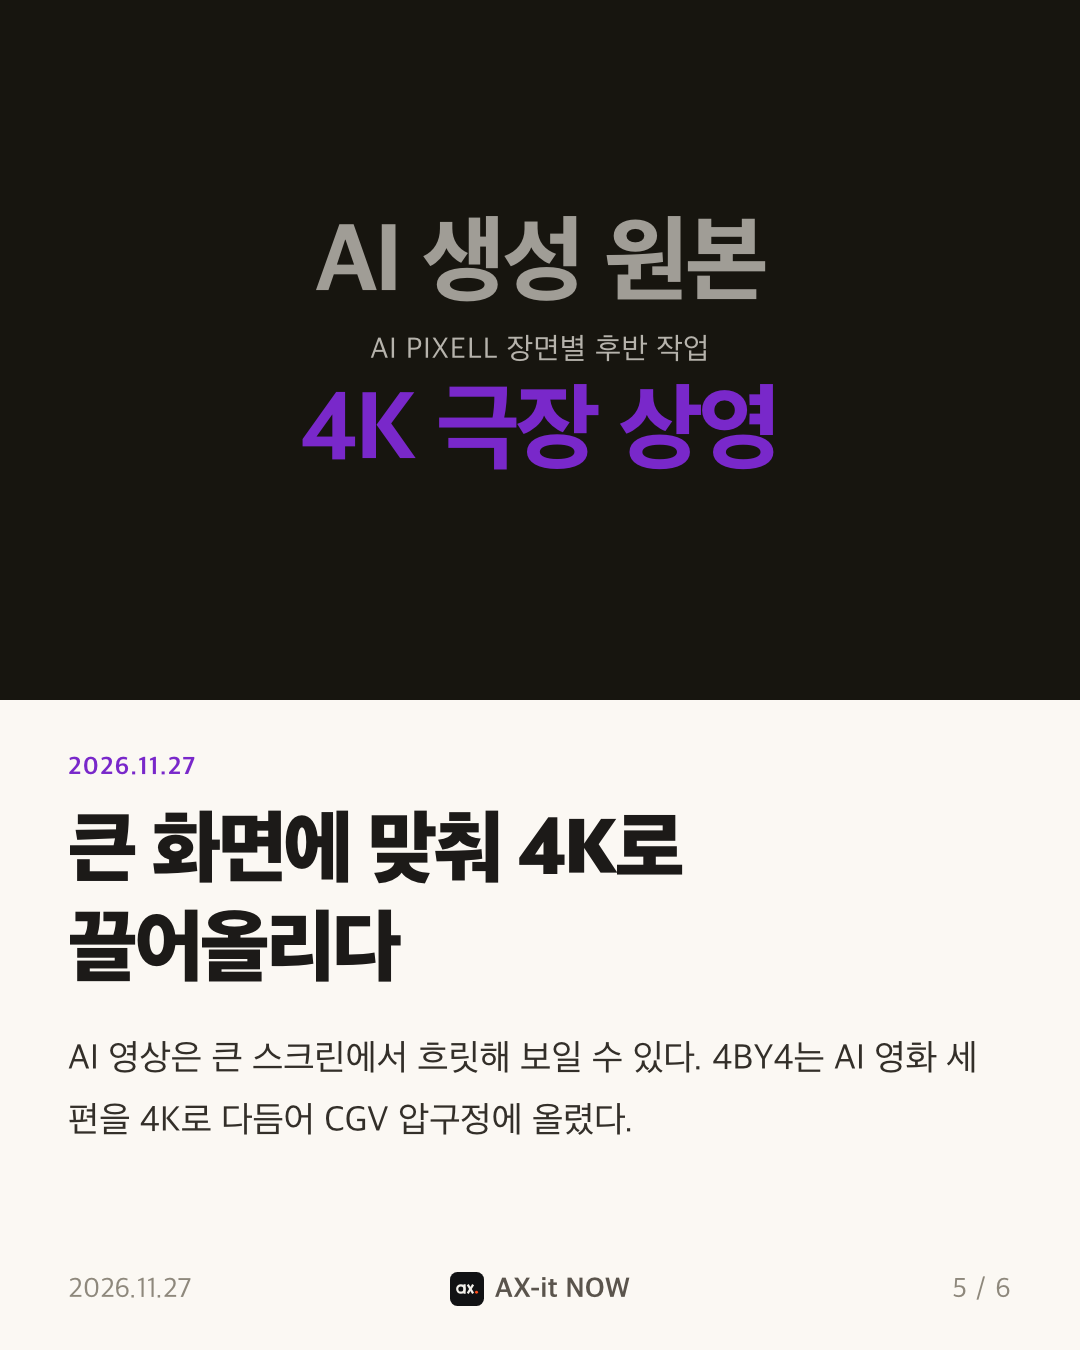 AI 생성 원본
AI PIXELL 장면별 후반 작업
4K 극장 상영
2026.11.27
큰 화면에 맞춰 4K로
끌어올리다
AI 영상은 큰 스크린에서 흐릿해 보일 수 있다. 4BY4는 AI 영화 세
편을 4K로 다듬어 CGV 압구정에 올렸다.
2026.11.27
ax. AX-it NOW
5 / 6